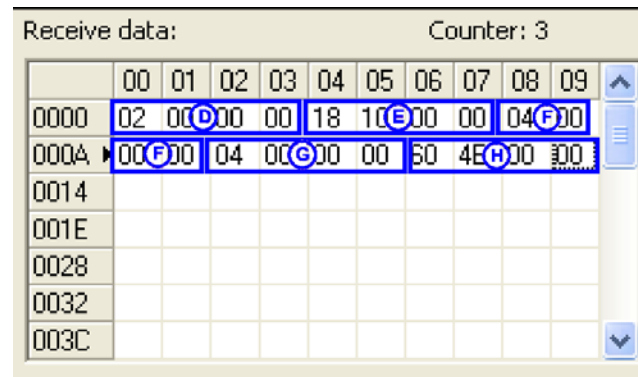 Receive data: Counter: 3
00 01 02 03 04 05 06 07 08 09
0000 02 00 D 00 00 18 10 E 00 00 04 F 00
000A 00 F 00 04 00 G 00 00 60 4E H 00 00
0014
001E
0028
0032
003C